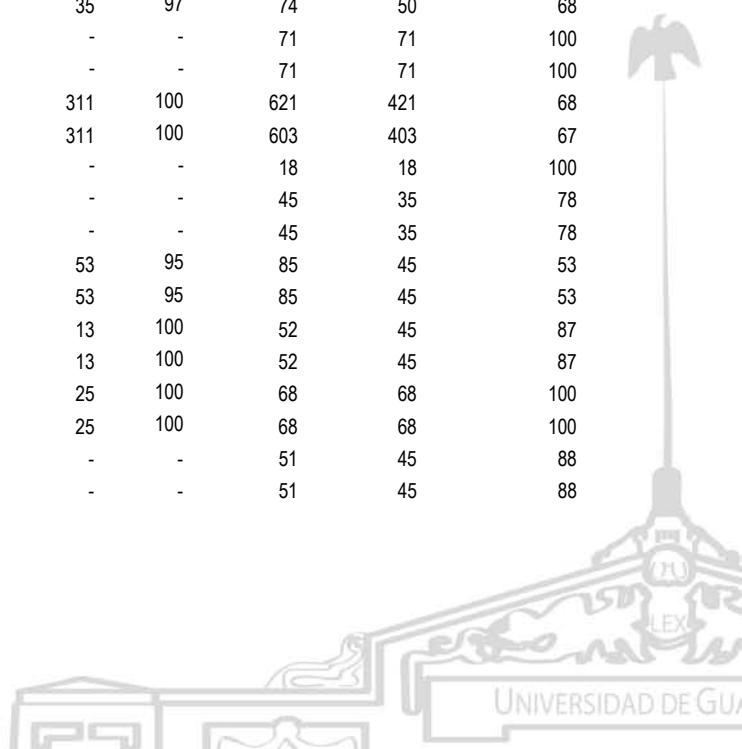 35 97 74 50 68
- - 71 71 100
- - 71 71 100
311 100 621 421 68
311 100 603 403 67
- - 18 18 100
- - 45 35 78
- - 45 35 78
53 95 85 45 53
53 95 85 45 53
13 100 52 45 87
13 100 52 45 87
25 100 68 68 100
25 100 68 68 100
- - 51 45 88
- - 51 45 88
LEX
UNIVERSIDAD DE GUA